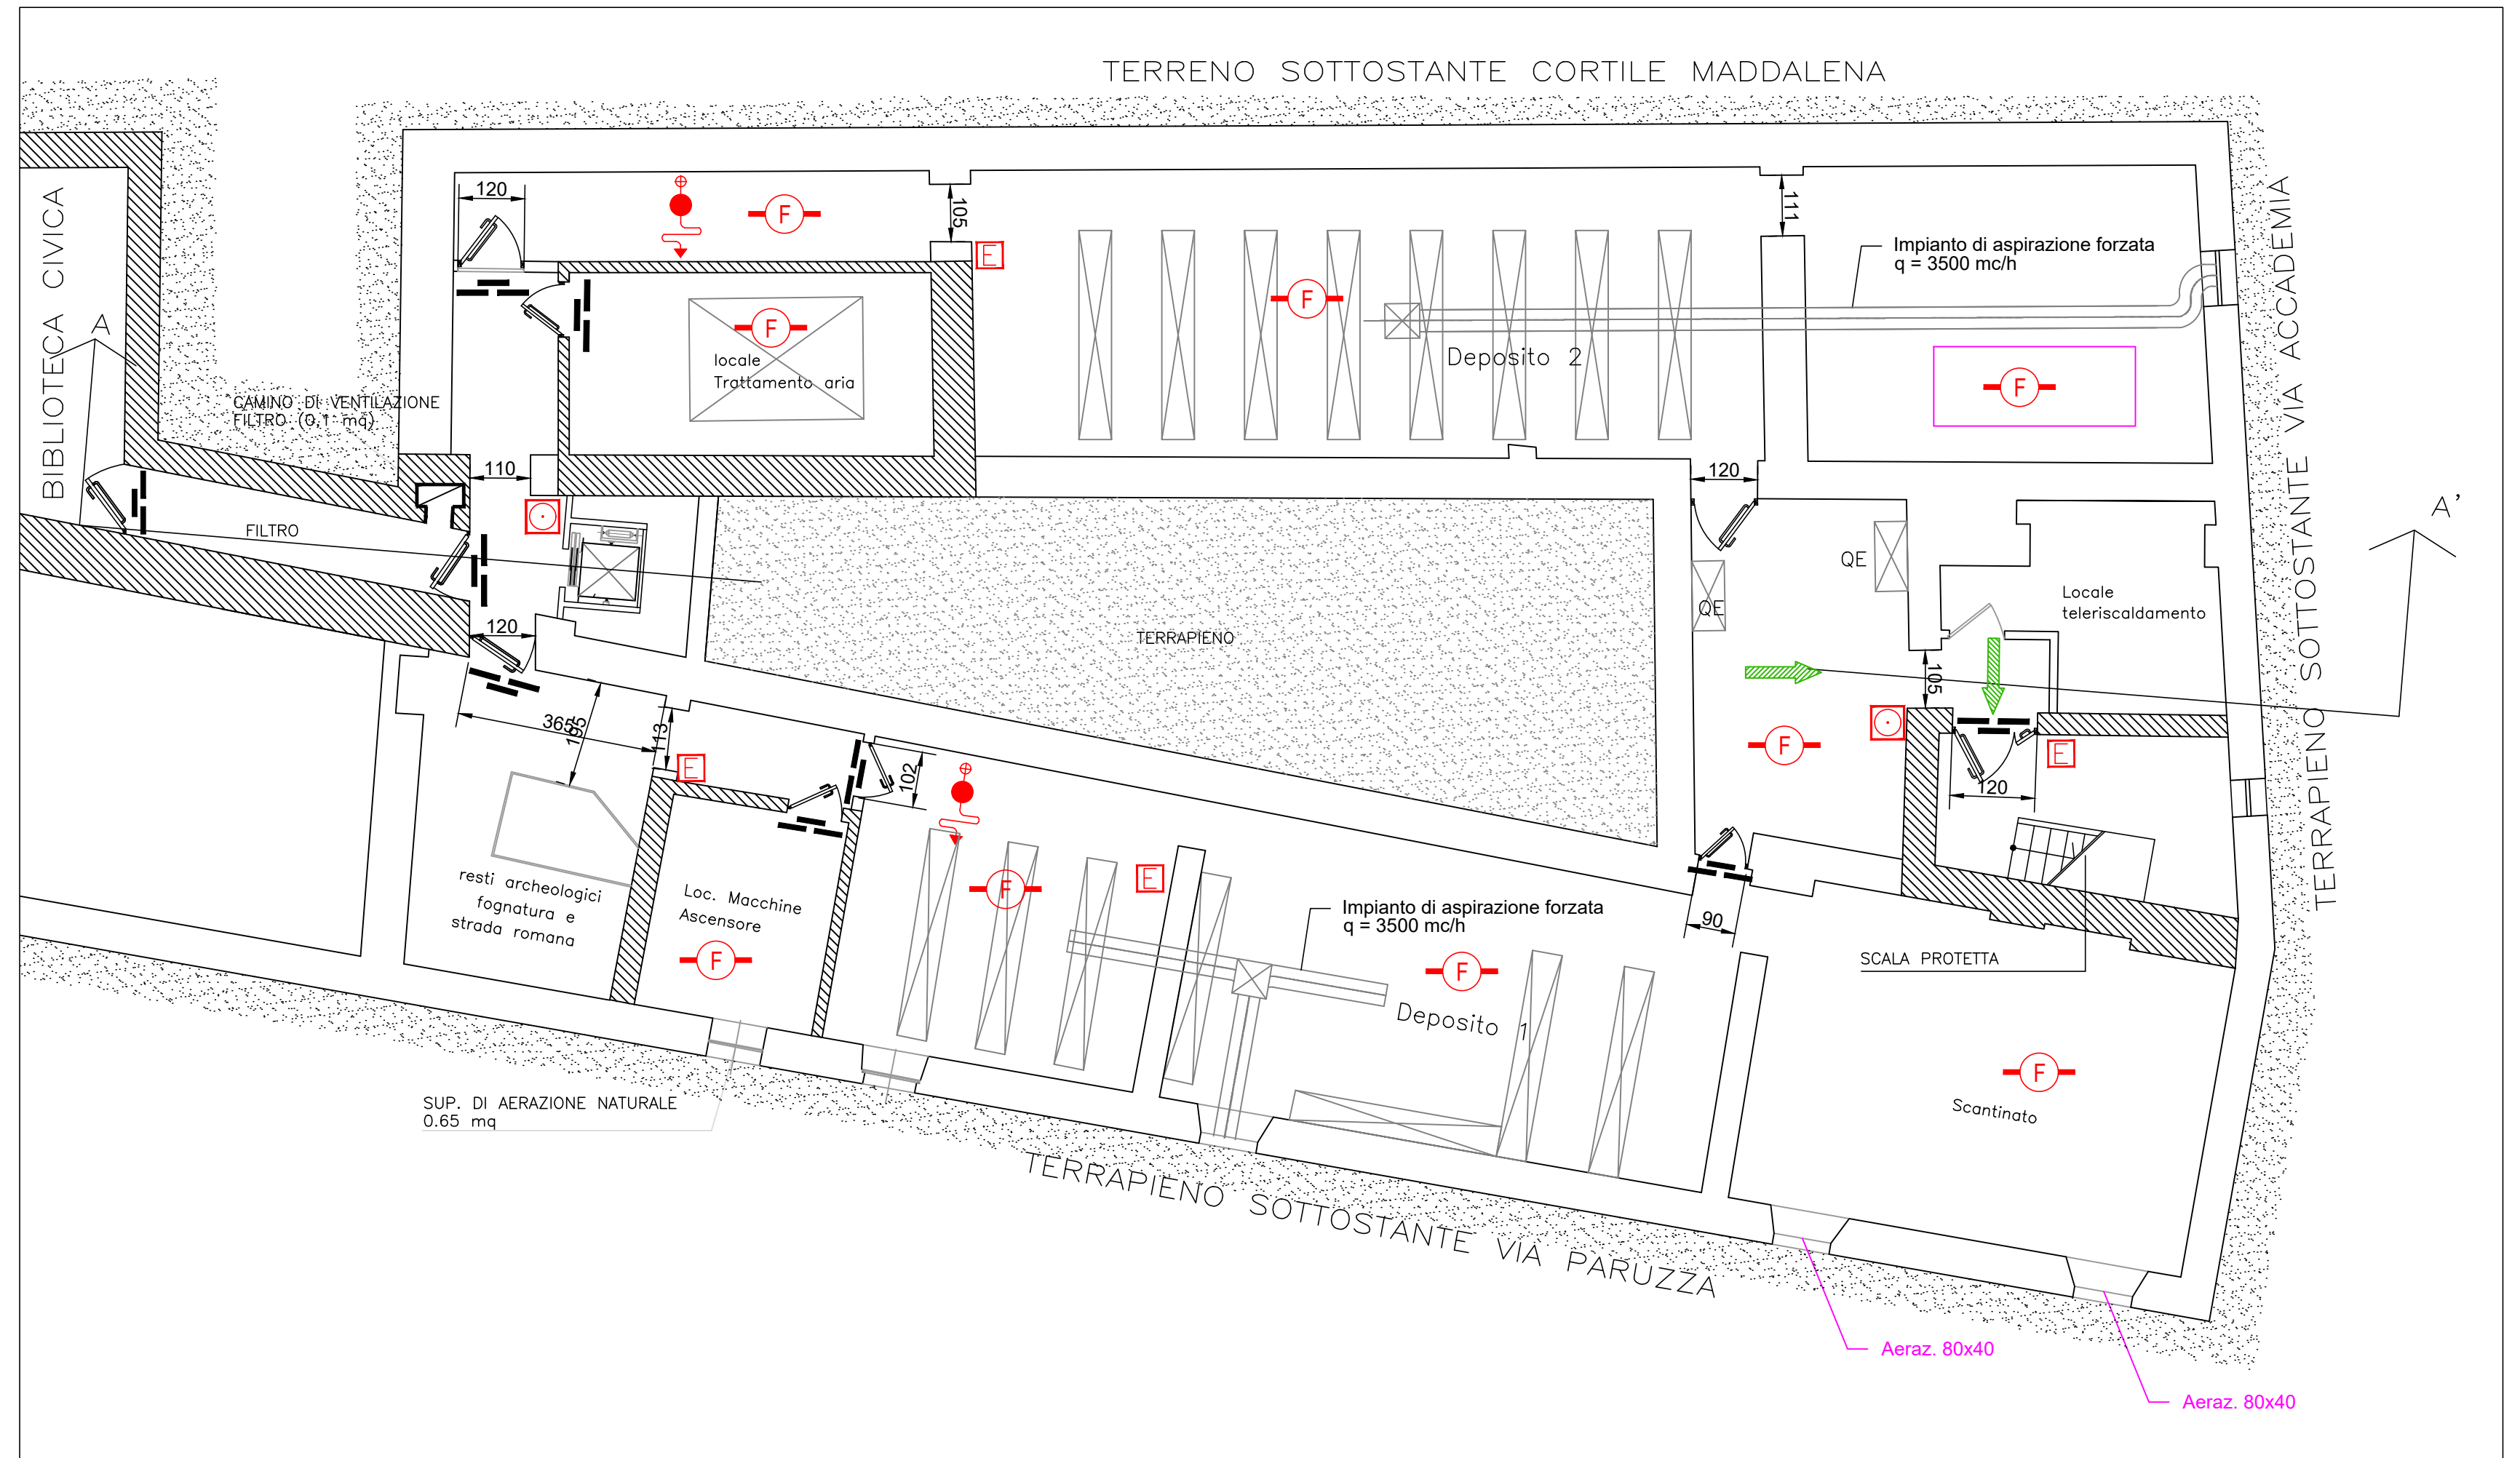 TERRENO SOTTOSTANTE CORTILE MADDALENA
BIBLIOTECA CIVICA
A
120
F
105
E
111
Impianto di aspirazione forzata
q = 3500 mc/h
TERRAPIENO SOTTOSTANTE VIA ACCADEMIA
F
locale
Trattamento aria
F
Deposito 2
F
CAMINO DI VENTILAZIONE
FILTRO (0,1 mq)
110
120
FILTRO
A'
QE
QE
Locale
teleriscaldamento
TERRAPIENO
120
105
365
195
113
E
102
F
E
120
resti archeologici
fognatura e
strada romana
Loc. Macchine
Ascensore
F
F
E
Impianto di aspirazione forzata
q = 3500 mc/h
F
Deposito 1
90
SCALA PROTETTA
F
Scantinato
SUP. DI AERAZIONE NATURALE
0.65 mq
TERRAPIENO SOTTOSTANTE VIA PARUZZA
Aeraz. 80x40
Aeraz. 80x40